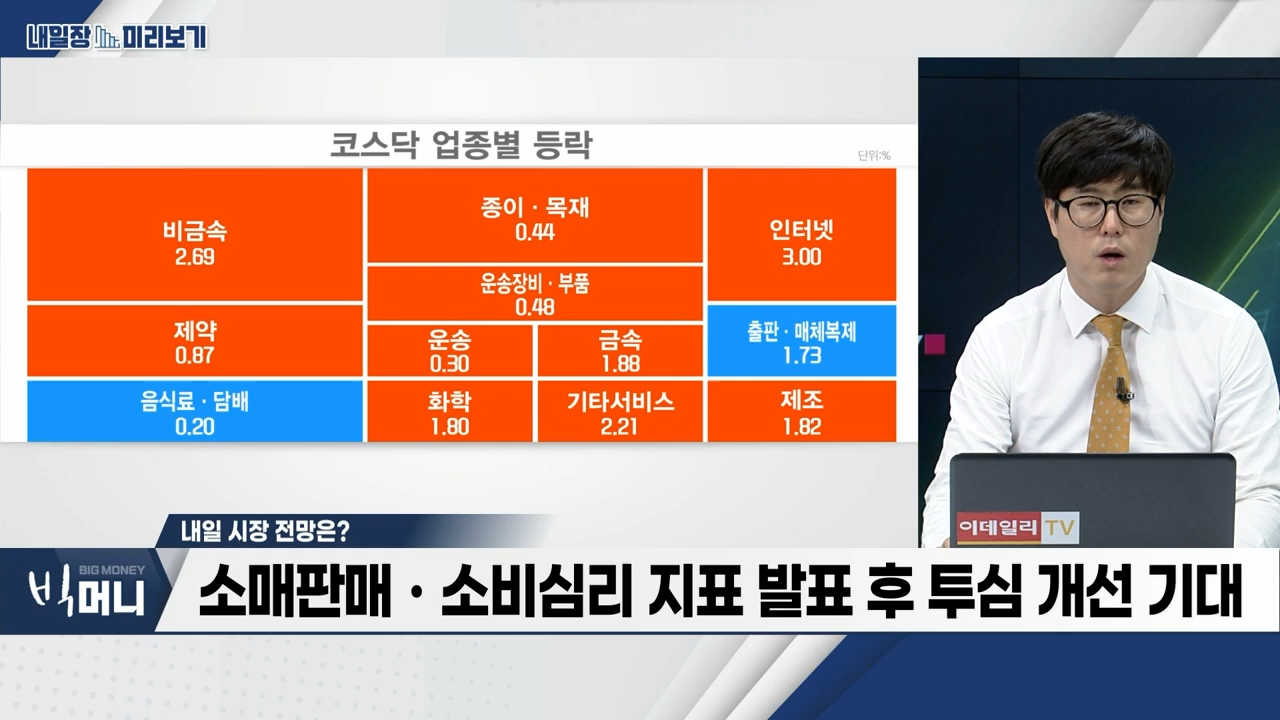 내일장 미리보기
코스닥 업종별 등락
단위:%
비금속
2.69
종이·목재
0.44
인터넷
3.00
운송장비·부품
0.48
제약
0.87
운송
0.30
금속
1.88
출판·매체복제
1.73
음식료·담배
0.20
화학
1.80
기타서비스
2.21
제조
1.82
이데일리 TV
내일 시장 전망은?
BIG MONEY
빅머니
소매판매·소비심리 지표 발표 후 투심 개선 기대